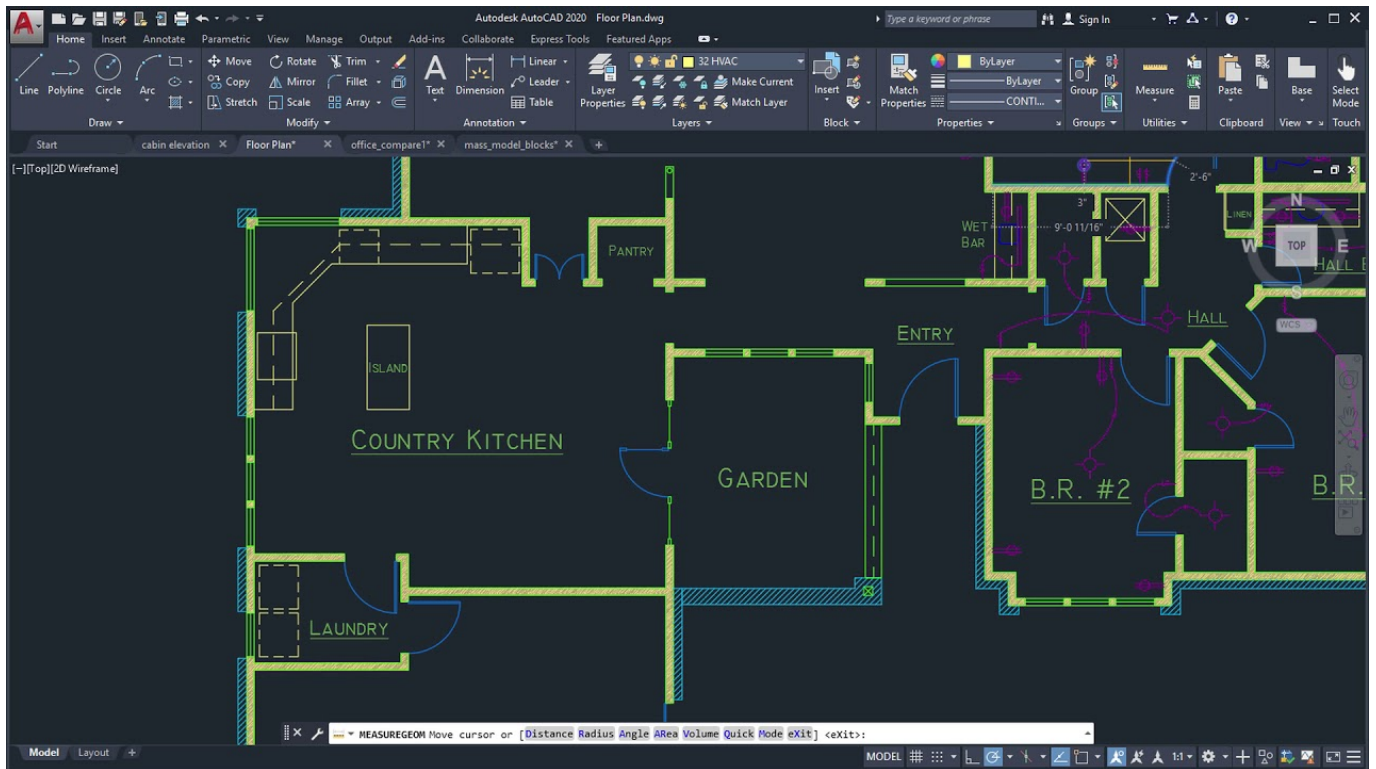 Autodesk AutoCAD 2020 Floor Plan.dwg
Type a keyword or phrase
Sign In
Home Insert Annotate Parametric View Manage Output Add-ins Collaborate Express Tools Featured Apps
Line Polyline Circle Arc
Move Rotate Trim
Copy Mirror Fillet
Stretch Scale Array
Text Dimension
Linear
Leader
Table
Layer Properties
32 HVAC
Make Current
Match Layer
Insert
Match Properties
ByLayer
ByLayer
CONTI...
Group
Measure
Paste
Base
Select Mode
Draw Modify Annotation Layers Block Properties Groups Utilities Clipboard View Touch
Start cabin elevation Floor Plan* office_compare1* mass_model_blocks* +
[−][Top][2D Wireframe]
2'-6"
3"
9'-0 11/16"
WET
BAR
PANTRY
LINEN
N
W TOP E
S
WCS
HALL
ENTRY
ISLAND
COUNTRY KITCHEN
GARDEN
B.R. #2
B.R.
LAUNDRY
MEASUREGEOM Move cursor or [Distance Radius Angle ARea Volume Quick Mode eXit] <eXit>:
Model Layout +
MODEL
1:1